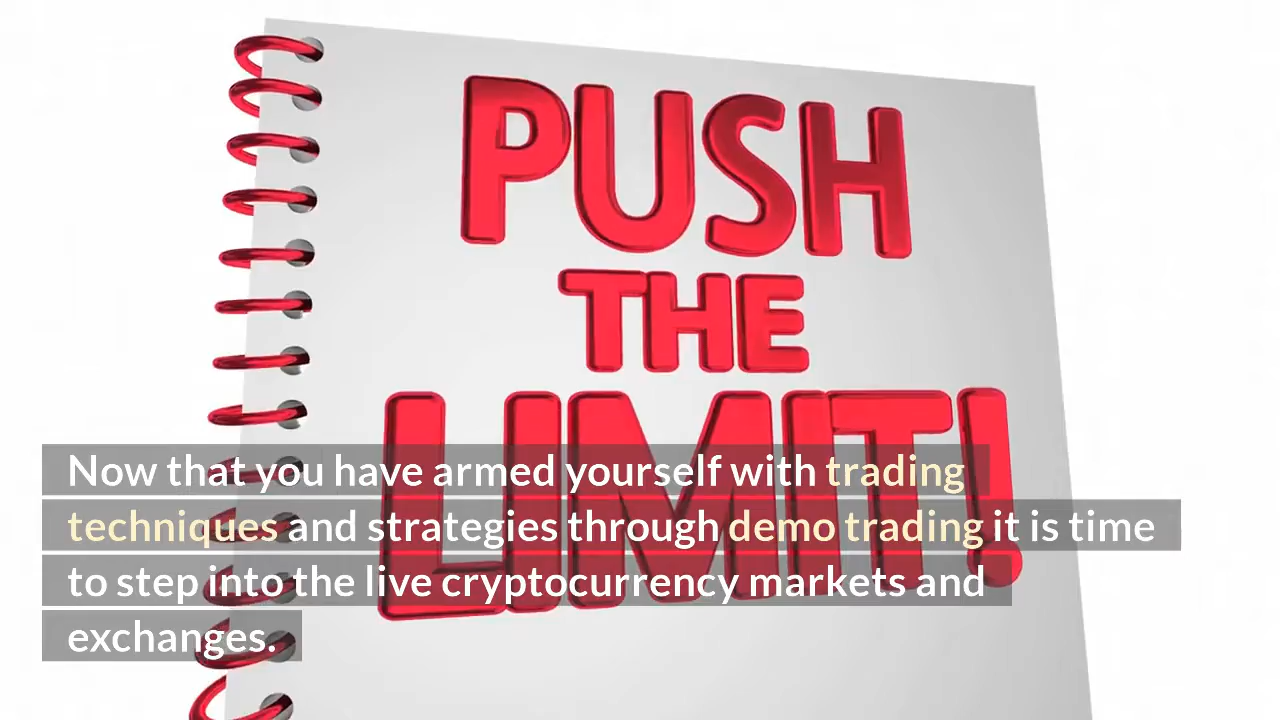 PUSH
THE
LIMIT!
Now that you have armed yourself with trading
techniques and strategies through demo trading it is time
to step into the live cryptocurrency markets and
exchanges.